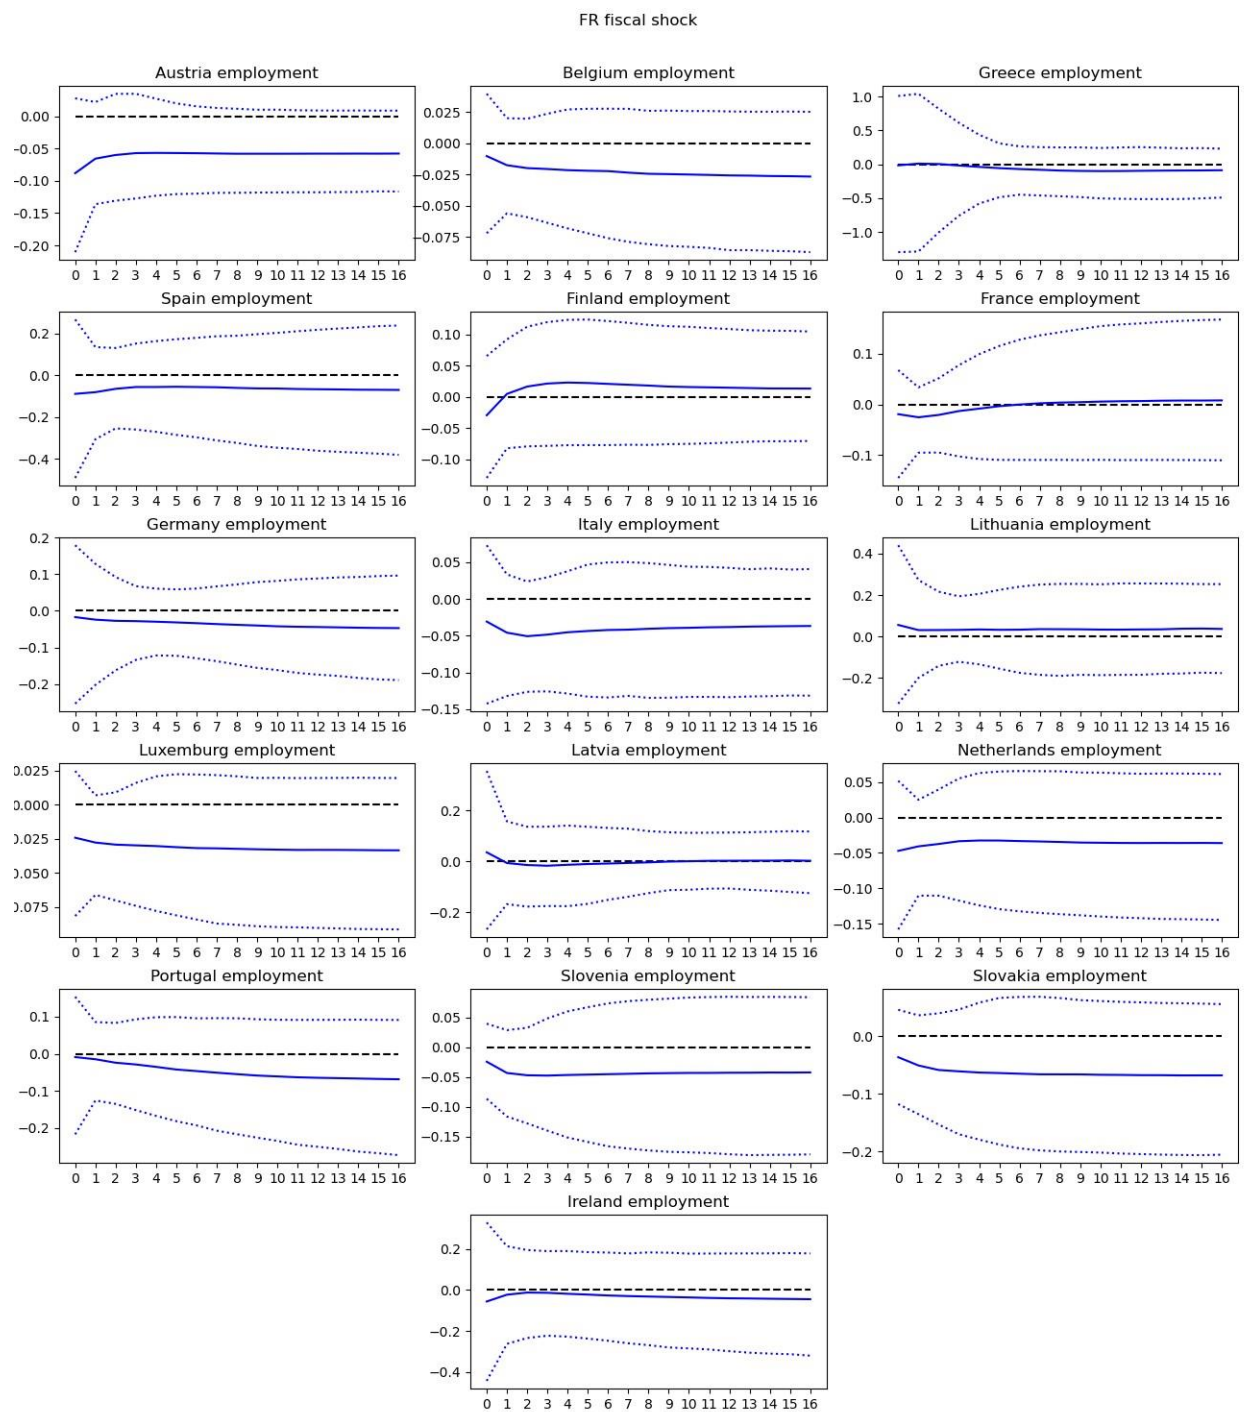 FR fiscal shock
Austria employment
0.00
−0.05
−0.10
−0.15
−0.20
0 1 2 3 4 5 6 7 8 9 10 11 12 13 14 15 16
Belgium employment
0.025
0.000
−0.025
−0.050
−0.075
0 1 2 3 4 5 6 7 8 9 10 11 12 13 14 15 16
Greece employment
1.0
0.5
0.0
−0.5
−1.0
0 1 2 3 4 5 6 7 8 9 10 11 12 13 14 15 16
Spain employment
0.2
0.0
−0.2
−0.4
0 1 2 3 4 5 6 7 8 9 10 11 12 13 14 15 16
Finland employment
0.10
0.05
0.00
−0.05
−0.10
0 1 2 3 4 5 6 7 8 9 10 11 12 13 14 15 16
France employment
0.1
0.0
−0.1
0 1 2 3 4 5 6 7 8 9 10 11 12 13 14 15 16
Germany employment
0.2
0.1
0.0
−0.1
−0.2
0 1 2 3 4 5 6 7 8 9 10 11 12 13 14 15 16
Italy employment
0.05
0.00
−0.05
−0.10
−0.15
0 1 2 3 4 5 6 7 8 9 10 11 12 13 14 15 16
Lithuania employment
0.4
0.2
0.0
−0.2
0 1 2 3 4 5 6 7 8 9 10 11 12 13 14 15 16
Luxemburg employment
0.025
0.000
0.025
0.050
0.075
0 1 2 3 4 5 6 7 8 9 10 11 12 13 14 15 16
Latvia employment
0.2
0.0
−0.2
0 1 2 3 4 5 6 7 8 9 10 11 12 13 14 15 16
Netherlands employment
0.05
0.00
−0.05
−0.10
−0.15
0 1 2 3 4 5 6 7 8 9 10 11 12 13 14 15 16
Portugal employment
0.1
0.0
−0.1
−0.2
0 1 2 3 4 5 6 7 8 9 10 11 12 13 14 15 16
Slovenia employment
0.05
0.00
−0.05
−0.10
−0.15
0 1 2 3 4 5 6 7 8 9 10 11 12 13 14 15 16
Slovakia employment
0.0
−0.1
−0.2
0 1 2 3 4 5 6 7 8 9 10 11 12 13 14 15 16
Ireland employment
0.2
0.0
−0.2
−0.4
0 1 2 3 4 5 6 7 8 9 10 11 12 13 14 15 16